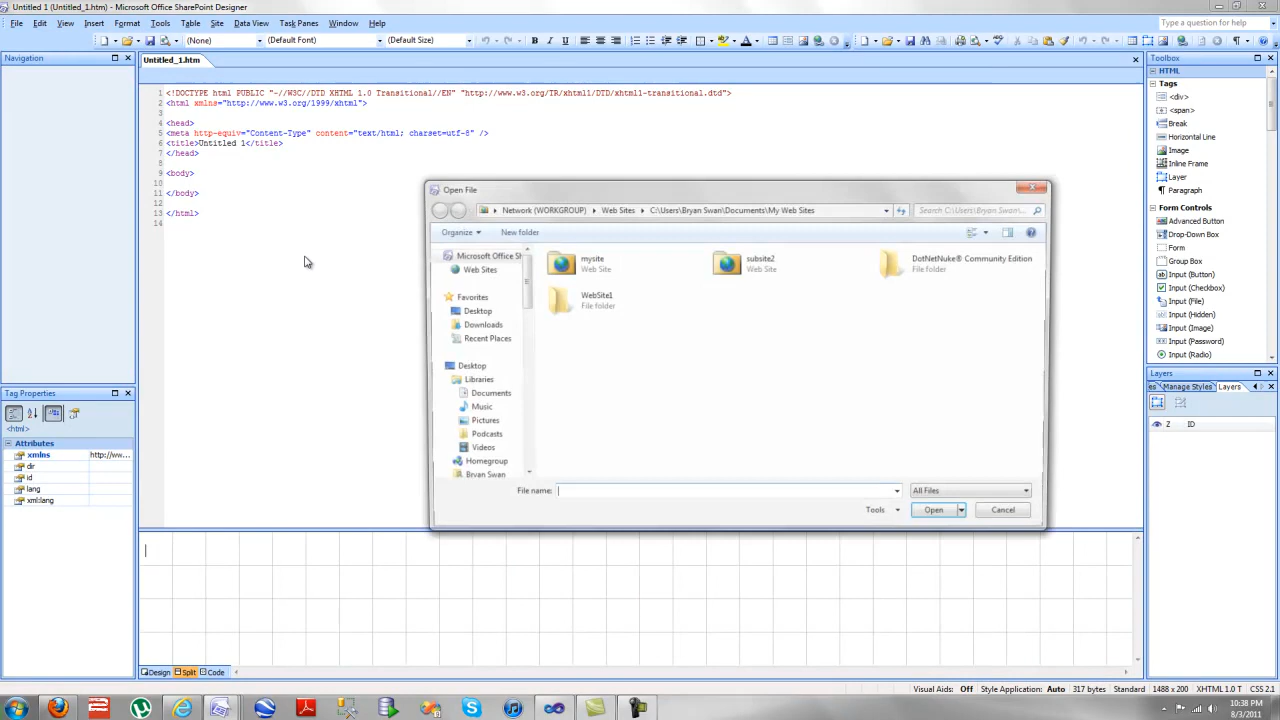 Untitled 1 (Untitled_1.htm) - Microsoft Office SharePoint Designer
File Edit View Insert Format Tools Table Site Data View Task Panes Window Help
Type a question for help
(None) (Default Font) (Default Size)
Navigation
Untitled_1.htm
Toolbox
1 <!DOCTYPE html PUBLIC "-//W3C//DTD XHTML 1.0 Transitional//EN" "http://www.w3.org/TR/xhtml1/DTD/xhtml1-transitional.dtd">
2 <html xmlns="http://www.w3.org/1999/xhtml">
3
4 <head>
5 <meta http-equiv="Content-Type" content="text/html; charset=utf-8" />
6 <title>Untitled 1</title>
7 </head>
8
9 <body>
10
11 </body>
12
13 </html>
14
HTML
Tags
<div>
<span>
Break
Horizontal Line
Image
Inline Frame
Layer
Paragraph
Form Controls
Advanced Button
Drop-Down Box
Form
Group Box
Input (Button)
Input (Checkbox)
Input (File)
Input (Hidden)
Input (Image)
Input (Password)
Input (Radio)
Open File
Network (WORKGROUP) Web Sites C:\Users\Bryan Swan\Documents\My Web Sites
Search C:\Users\Bryan Swan\...
Organize New folder
Microsoft Office Sh
Web Sites
Favorites
Desktop
Downloads
Recent Places
Desktop
Libraries
Documents
Music
Pictures
Podcasts
Videos
Homegroup
Bryan Swan
mysite
Web Site
subsite2
Web Site
DotNetNuke® Community Edition
File folder
WebSite1
File folder
File name: All Files
Tools Open Cancel
Tag Properties
<html>
Attributes
xmlns http://ww...
dir
id
lang
xml:lang
Layers
es Manage Styles Layers
Z ID
Design Split Code
Visual Aids: Off Style Application: Auto 317 bytes Standard 1488 x 200 XHTML 1.0 T CSS 2.1
10:38 PM
8/3/2011